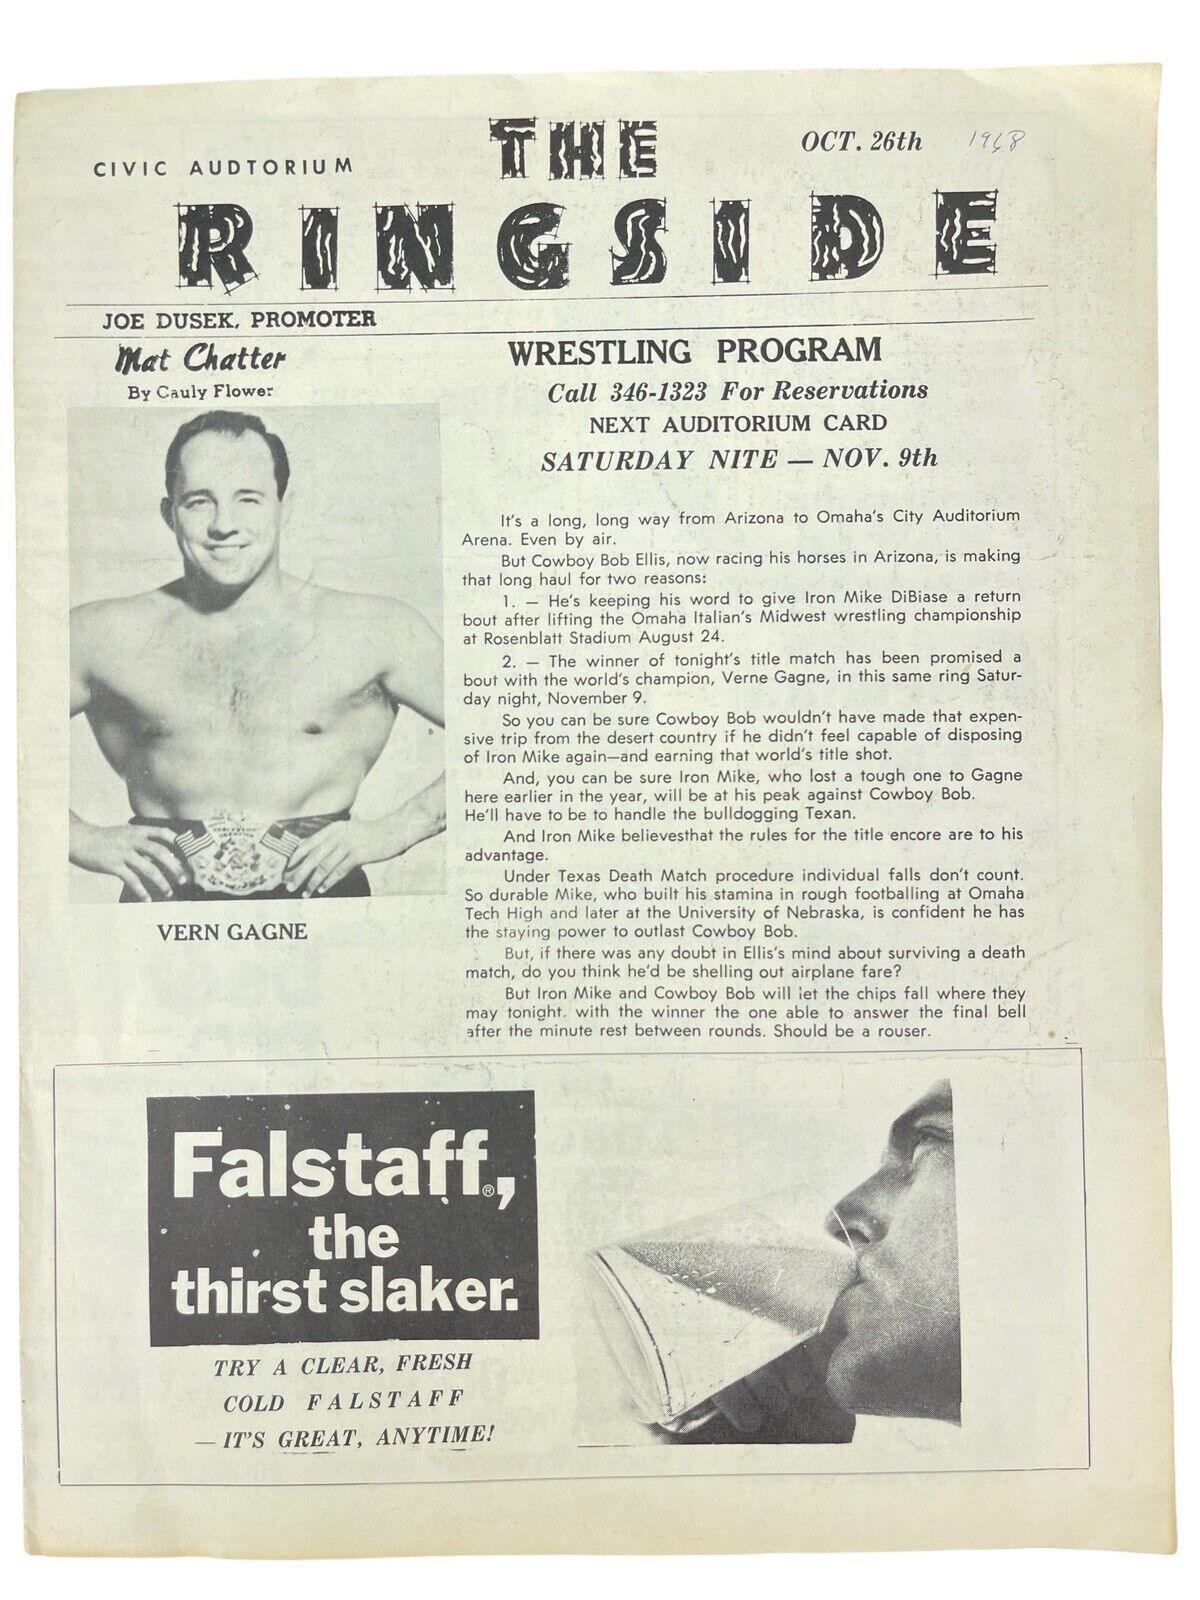 CIVIC AUDTORIUM
THE
OCT. 26th 1968
RINGSIDE
JOE DUSEK, PROMOTER
Mat Chatter
By Cauly Flower
VERN GAGNE
WRESTLING PROGRAM
Call 346-1323 For Reservations
NEXT AUDITORIUM CARD
SATURDAY NITE — NOV. 9th
It's a long, long way from Arizona to Omaha's City Auditorium
Arena. Even by air.
But Cowboy Bob Ellis, now racing his horses in Arizona, is making
that long haul for two reasons:
1. — He's keeping his word to give Iron Mike DiBiase a return
bout after lifting the Omaha Italian's Midwest wrestling championship
at Rosenblatt Stadium August 24.
2. — The winner of tonight's title match has been promised a
bout with the world's champion, Verne Gagne, in this same ring Satur-
day night, November 9.
So you can be sure Cowboy Bob wouldn't have made that expen-
sive trip from the desert country if he didn't feel capable of disposing
of Iron Mike again—and earning that world's title shot.
And, you can be sure Iron Mike, who lost a tough one to Gagne
here earlier in the year, will be at his peak against Cowboy Bob.
He'll have to be to handle the bulldogging Texan.
And Iron Mike believesthat the rules for the title encore are to his
advantage.
Under Texas Death Match procedure individual falls don't count.
So durable Mike, who built his stamina in rough footballing at Omaha
Tech High and later at the University of Nebraska, is confident he has
the staying power to outlast Cowboy Bob.
But, if there was any doubt in Ellis's mind about surviving a death
match, do you think he'd be shelling out airplane fare?
But Iron Mike and Cowboy Bob will let the chips fall where they
may tonight. with the winner the one able to answer the final bell
after the minute rest between rounds. Should be a rouser.
Falstaff®,
the
thirst slaker.
TRY A CLEAR, FRESH
COLD FALSTAFF
— IT'S GREAT, ANYTIME!